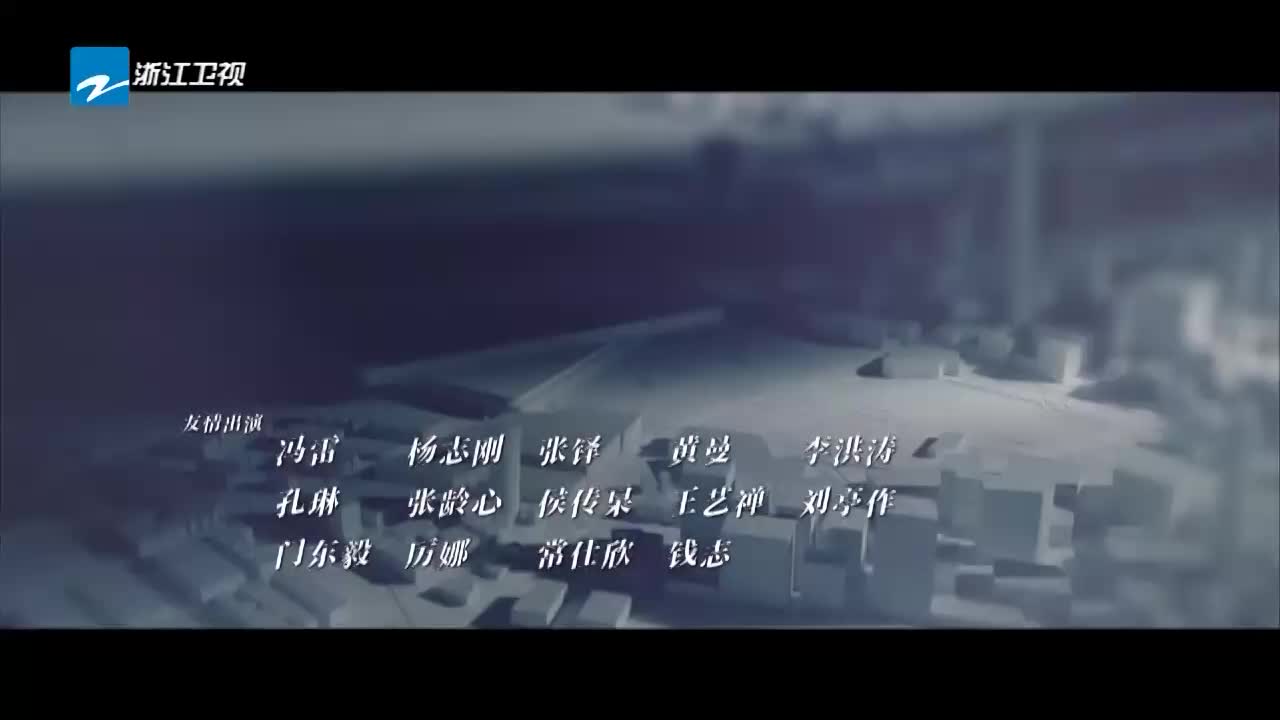 浙江卫视
友情出演
冯雷 杨志刚 张铎 黄曼 李洪涛
孔琳 张龄心 侯传杲 王艺禅 刘亭作
门东毅 厉娜 常仕欣 钱志